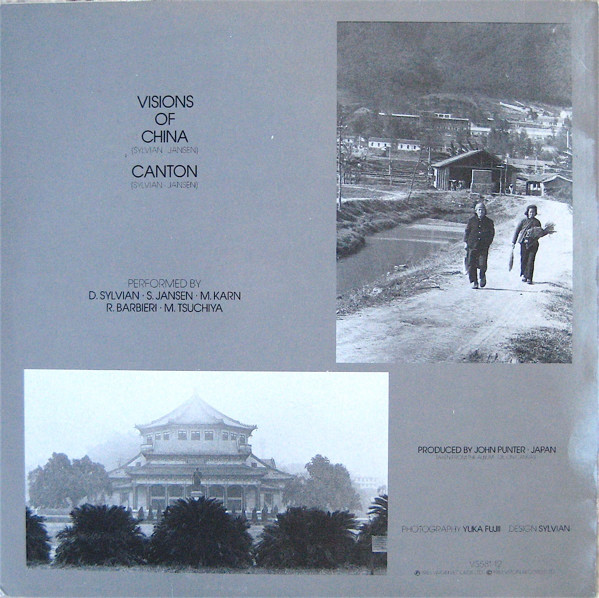 VISIONS
OF
CHINA
(SYLVIAN · JANSEN)
CANTON
(SYLVIAN · JANSEN)
PERFORMED BY
D. SYLVIAN · S. JANSEN · M. KARN
R. BARBIERI · M. TSUCHIYA
PRODUCED BY JOHN PUNTER · JAPAN
PHOTOGRAPHY YUKA FUJII DESIGN SYLVIAN